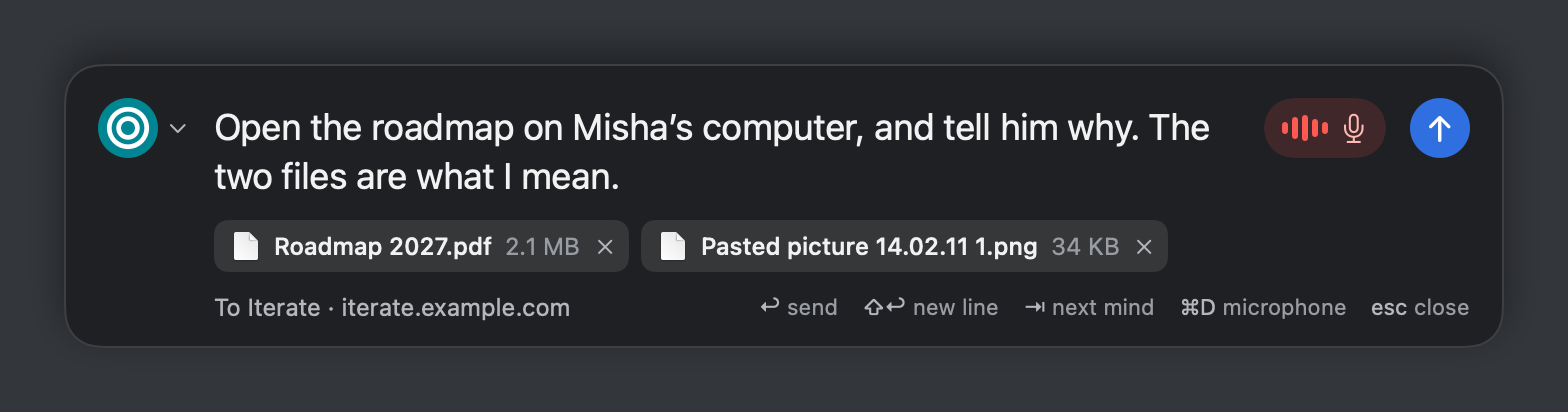 Open the roadmap on Misha’s computer, and tell him why. The
two files are what I mean.
Roadmap 2027.pdf 2.1 MB ×
Pasted picture 14.02.11 1.png 34 KB ×
To Iterate · iterate.example.com
↩ send ⇧↩ new line ⇥ next mind ⌘D microphone esc close